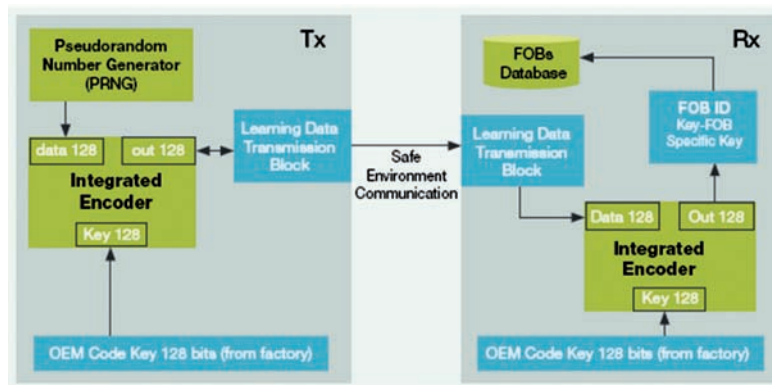 Tx
Pseudorandom
Number Generator
(PRNG)
data 128
out 128
Integrated
Encoder
Key 128
Learning Data
Transmission
Block
OEM Code Key 128 bits (from factory)
Safe
Environment
Communication
Rx
FOBs
Database
FOB ID
Key-FOB
Specific Key
Learning Data
Transmission
Block
Data 128
Out 128
Integrated
Encoder
Key 128
OEM Code Key 128 bits (from factory)